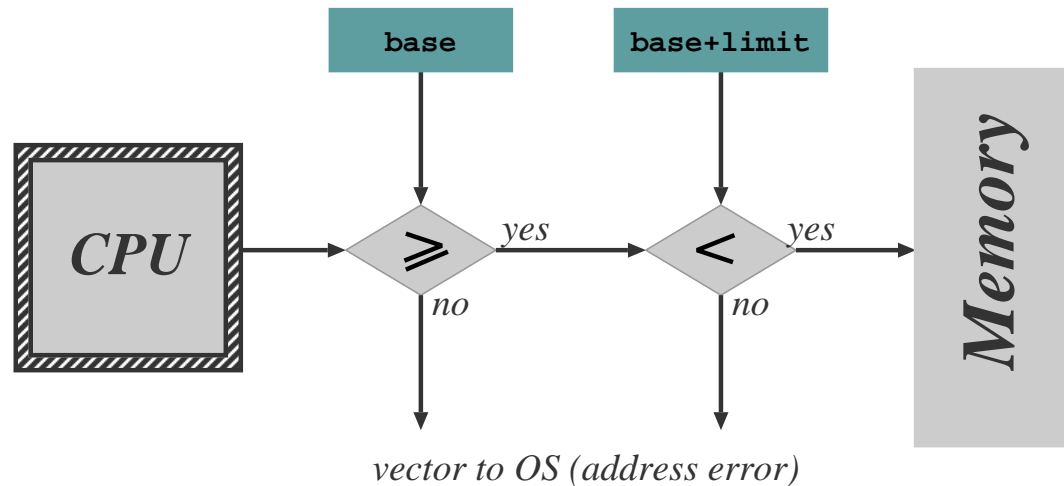 base
base+limit
CPU
≥
yes
<
yes
Memory
no
no
vector to OS (address error)